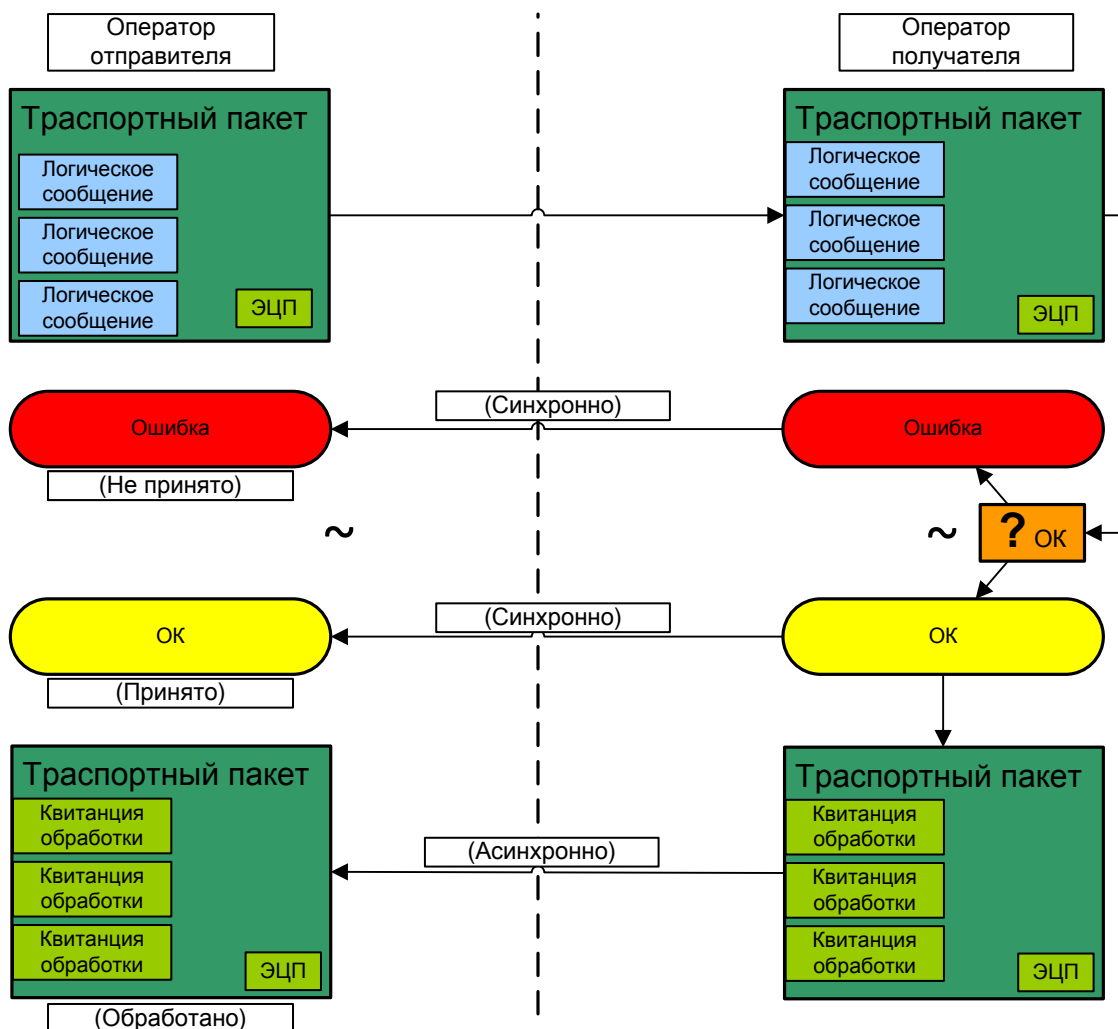 Оператор
отправителя
Оператор
получателя
Траспортный пакет
Логическое
сообщение
Логическое
сообщение
Логическое
сообщение
ЭЦП
Траспортный пакет
Логическое
сообщение
Логическое
сообщение
Логическое
сообщение
ЭЦП
Ошибка
(Не принято)
(Синхронно)
Ошибка
~
~
? ОК
ОК
(Принято)
(Синхронно)
ОК
Траспортный пакет
Квитанция
обработки
Квитанция
обработки
Квитанция
обработки
ЭЦП
(Обработано)
(Асинхронно)
Траспортный пакет
Квитанция
обработки
Квитанция
обработки
Квитанция
обработки
ЭЦП